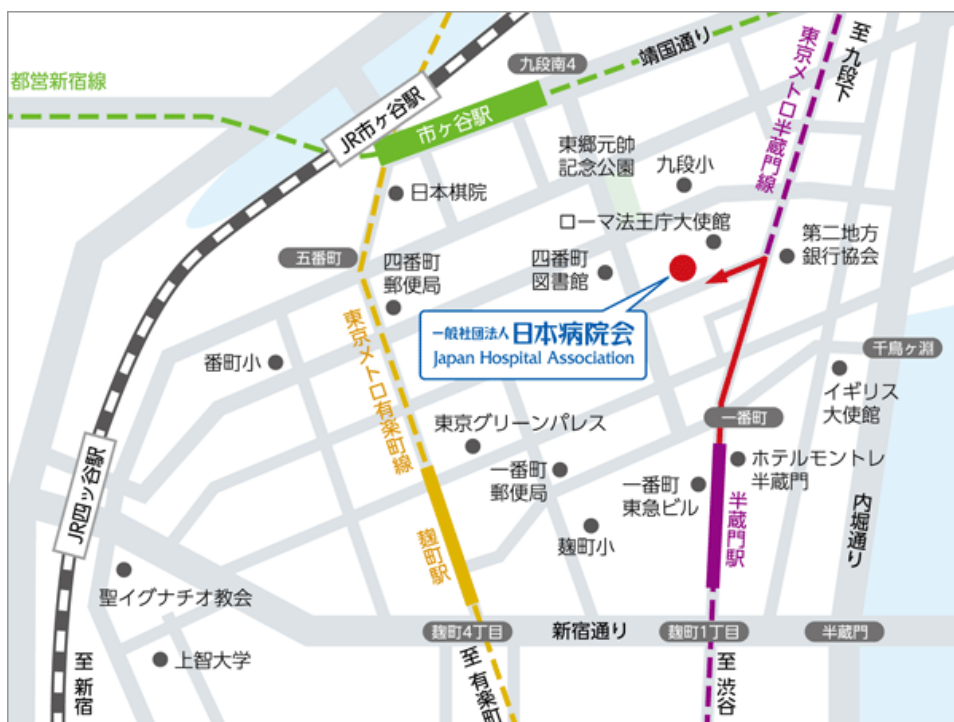 都営新宿線
JR市ヶ谷駅
市ヶ谷駅
九段南4
靖国通り
東京メトロ半蔵門線
至 九段下
東郷元帥
記念公園
九段小
日本棋院
ローマ法王庁大使館
第二地方
銀行協会
五番町
四番町
郵便局
四番町
図書館
一般社団法人 日本病院会
Japan Hospital Association
番町小
東京メトロ有楽町線
千鳥ヶ淵
イギリス
大使館
一番町
東京グリーンパレス
一番町
郵便局
一番町
東急ビル
ホテルモントレ
半蔵門
JR四ッ谷駅
麹町駅
麹町小
半蔵門駅
内堀通り
聖イグナチオ教会
麹町4丁目
新宿通り
麹町1丁目
半蔵門
上智大学
至 新宿
至 有楽町
至 渋谷